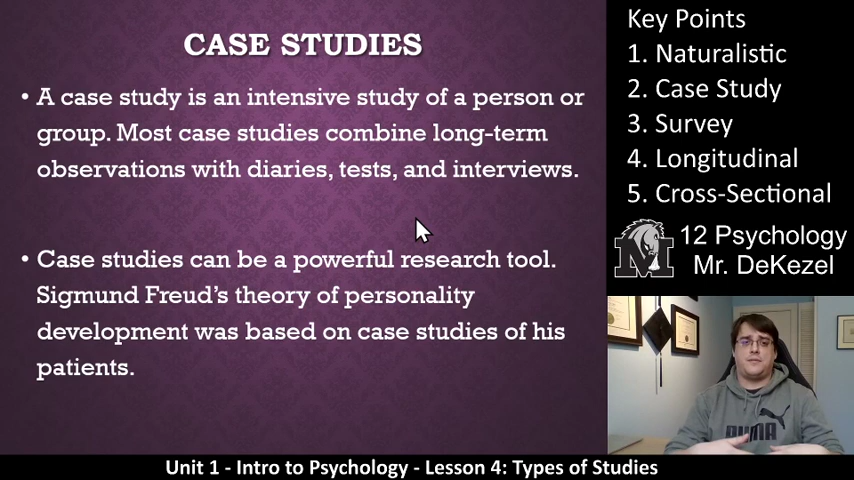 CASE STUDIES
• A case study is an intensive study of a person or
group. Most case studies combine long-term
observations with diaries, tests, and interviews.
• Case studies can be a powerful research tool.
Sigmund Freud's theory of personality
development was based on case studies of his
patients.
Key Points
1. Naturalistic
2. Case Study
3. Survey
4. Longitudinal
5. Cross-Sectional
M
12 Psychology
Mr. DeKezel
PUMA
Unit 1 - Intro to Psychology - Lesson 4: Types of Studies